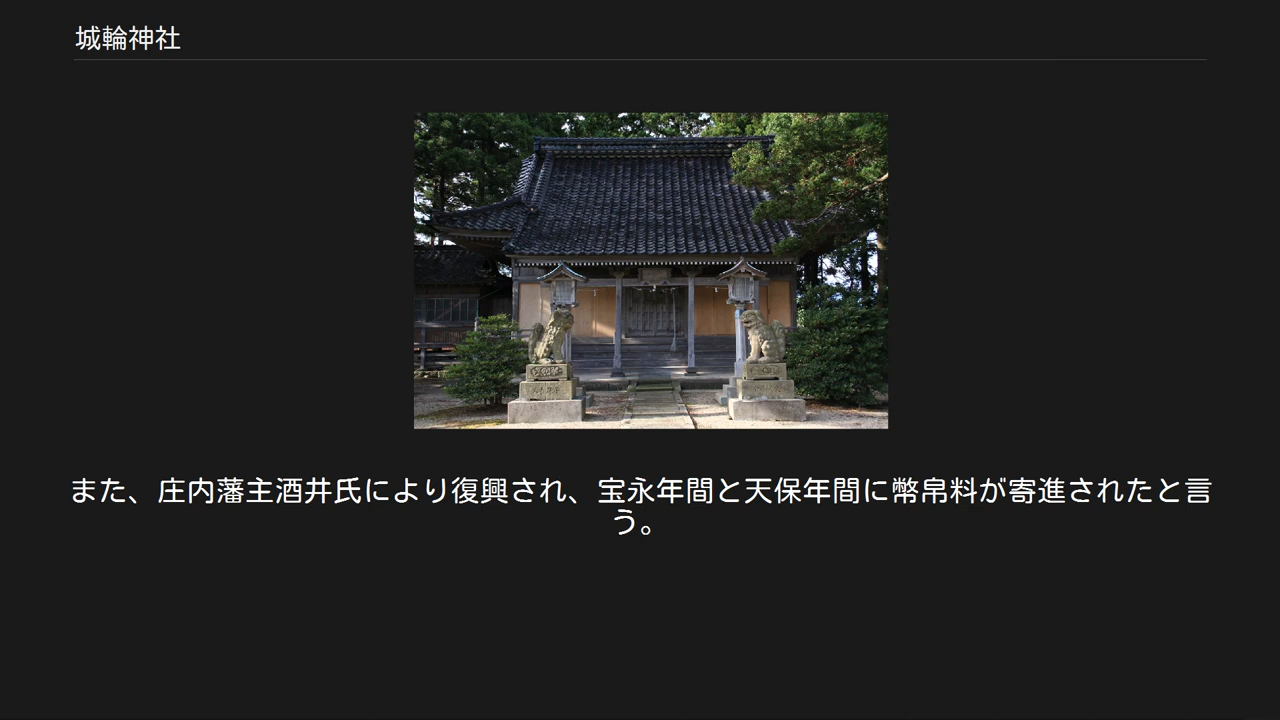 城輪神社
また、庄内藩主酒井氏により復興され、宝永年間と天保年間に幣帛料が寄進されたと言
う。